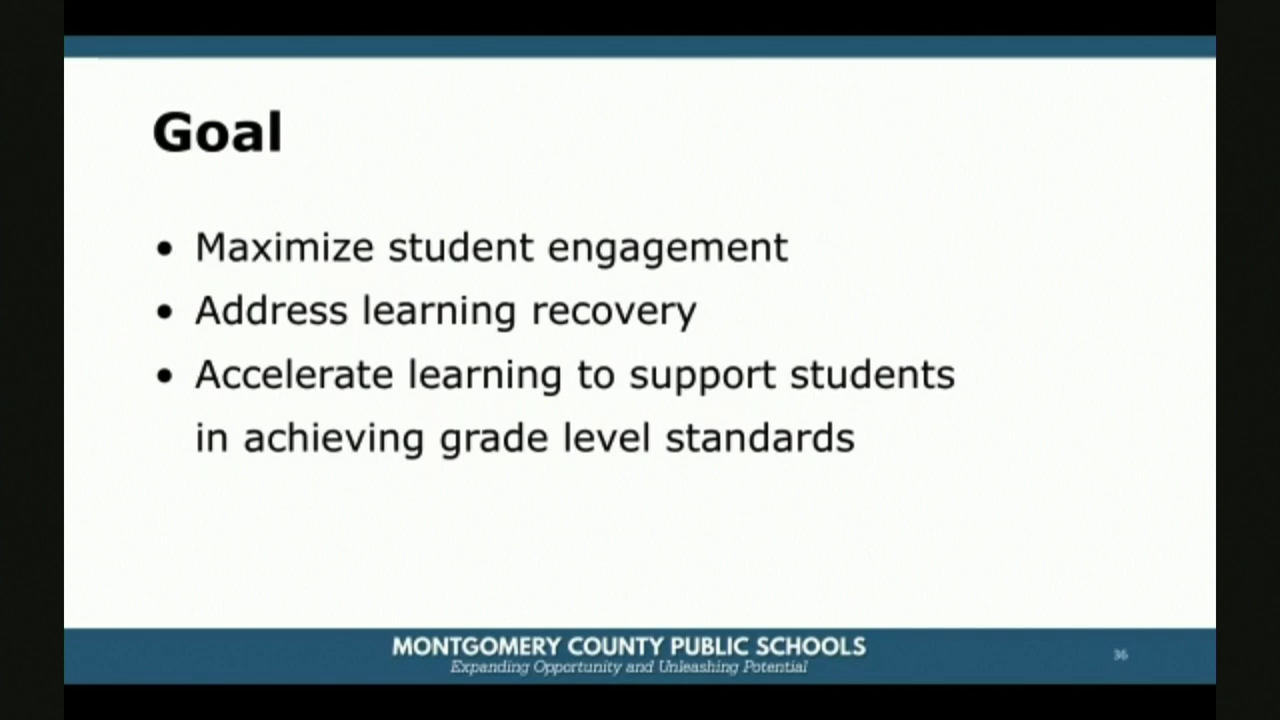 Goal
• Maximize student engagement
• Address learning recovery
• Accelerate learning to support students
in achieving grade level standards
MONTGOMERY COUNTY PUBLIC SCHOOLS
Expanding Opportunity and Unleashing Potential
36